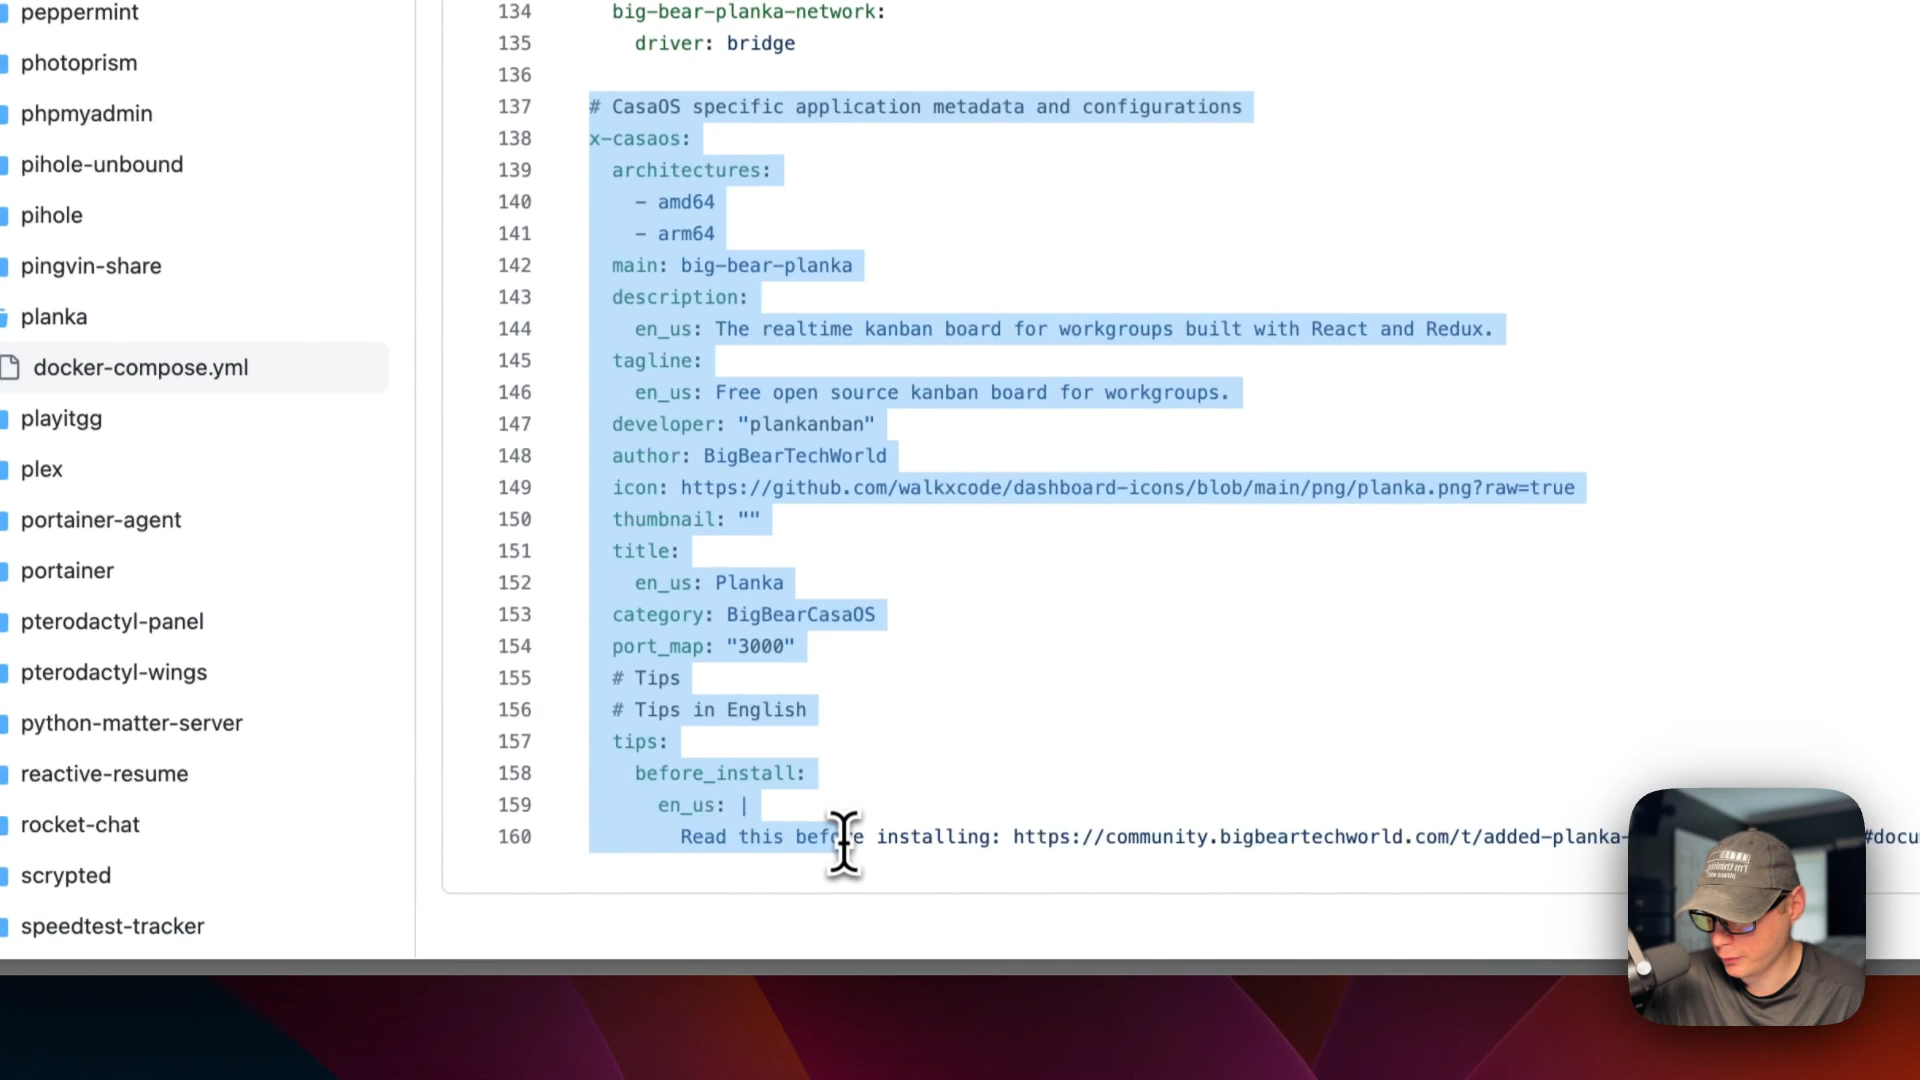 peppermint
photoprism
phpmyadmin
pihole-unbound
pihole
pingvin-share
planka
docker-compose.yml
playitgg
plex
portainer-agent
portainer
pterodactyl-panel
pterodactyl-wings
python-matter-server
reactive-resume
rocket-chat
scrypted
speedtest-tracker
134 big-bear-planka-network:
135 driver: bridge
136
137 # CasaOS specific application metadata and configurations
138 x-casaos:
139 architectures:
140 - amd64
141 - arm64
142 main: big-bear-planka
143 description:
144 en_us: The realtime kanban board for workgroups built with React and Redux.
145 tagline:
146 en_us: Free open source kanban board for workgroups.
147 developer: "plankanban"
148 author: BigBearTechWorld
149 icon: https://github.com/walkxcode/dashboard-icons/blob/main/png/planka.png?raw=true
150 thumbnail: ""
151 title:
152 en_us: Planka
153 category: BigBearCasaOS
154 port_map: "3000"
155 # Tips
156 # Tips in English
157 tips:
158 before_install:
159 en_us: |
160 Read this before installing: https://community.bigbeartechworld.com/t/added-planka- #docu